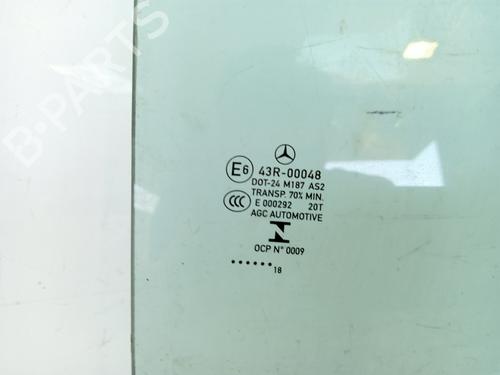 B-PARTS
E6 43R-00048
DOT-24 M187 AS2
TRANSP. 70% MIN.
CCC E 000292 20T
AGC AUTOMOTIVE
N
OCP N° 0009
...... 18